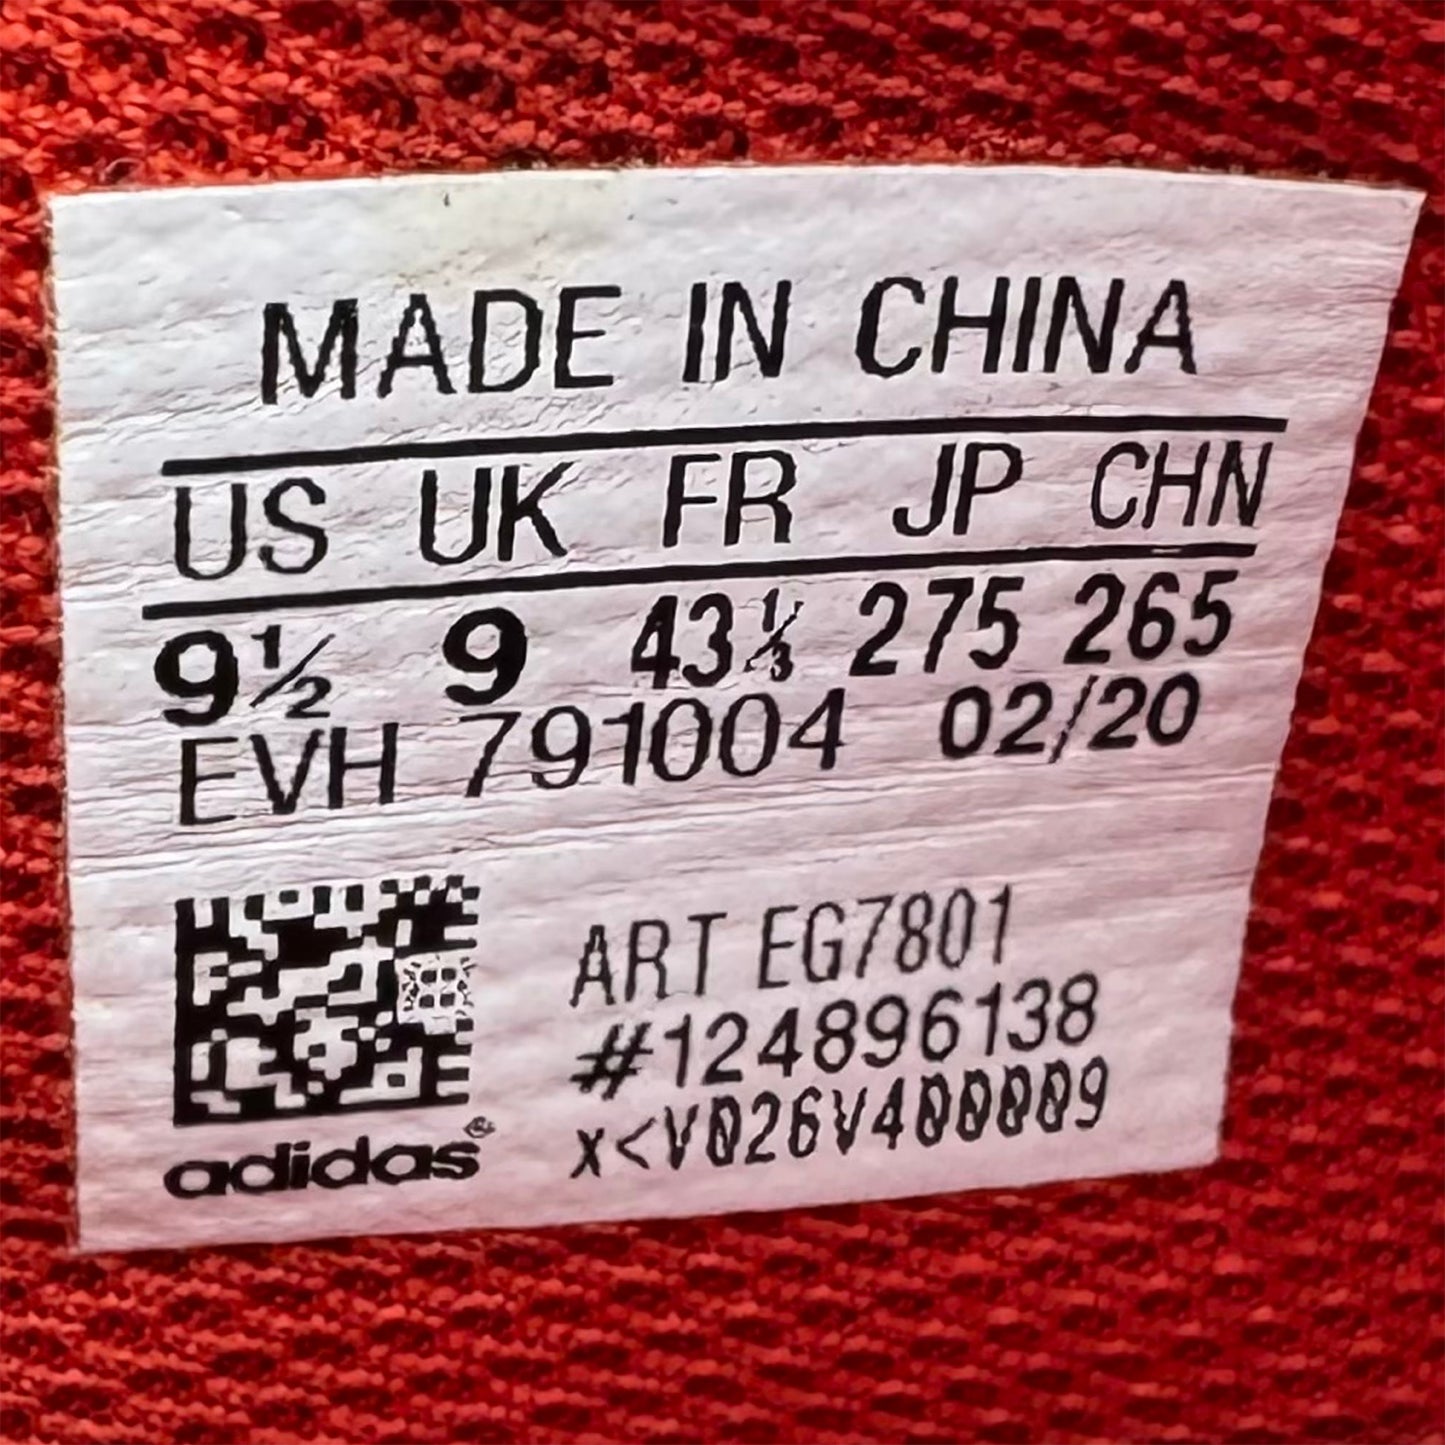 MADE IN CHINA
US UK FR JP CHN
9½ 9 43⅓ 275 265
EVH 791004 02/20
ART EG7801
#124896138
x<V026V400009
adidas®